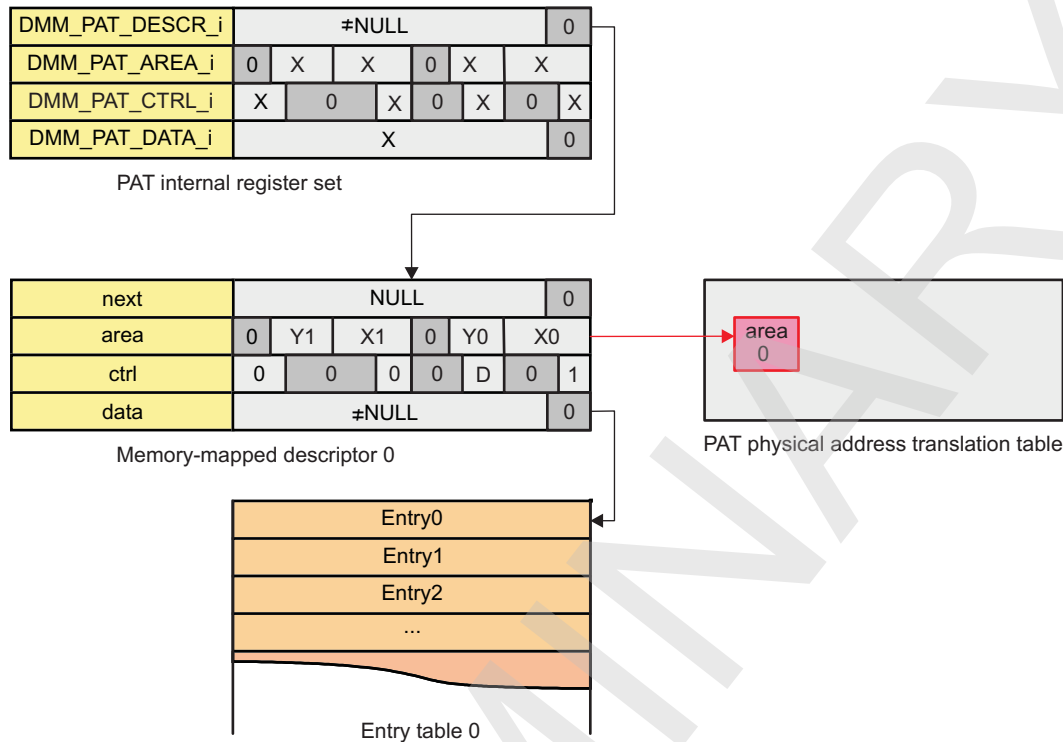 DMM_PAT_DESCR_i ≠NULL 0
DMM_PAT_AREA_i 0 X X 0 X X
DMM_PAT_CTRL_i X 0 X 0 X 0 X
DMM_PAT_DATA_i X 0
PAT internal register set
next NULL 0
area 0 Y1 X1 0 Y0 X0
ctrl 0 0 0 0 D 0 1
data ≠NULL 0
Memory-mapped descriptor 0
area
0
PAT physical address translation table
Entry0
Entry1
Entry2
...
Entry table 0
MINARY